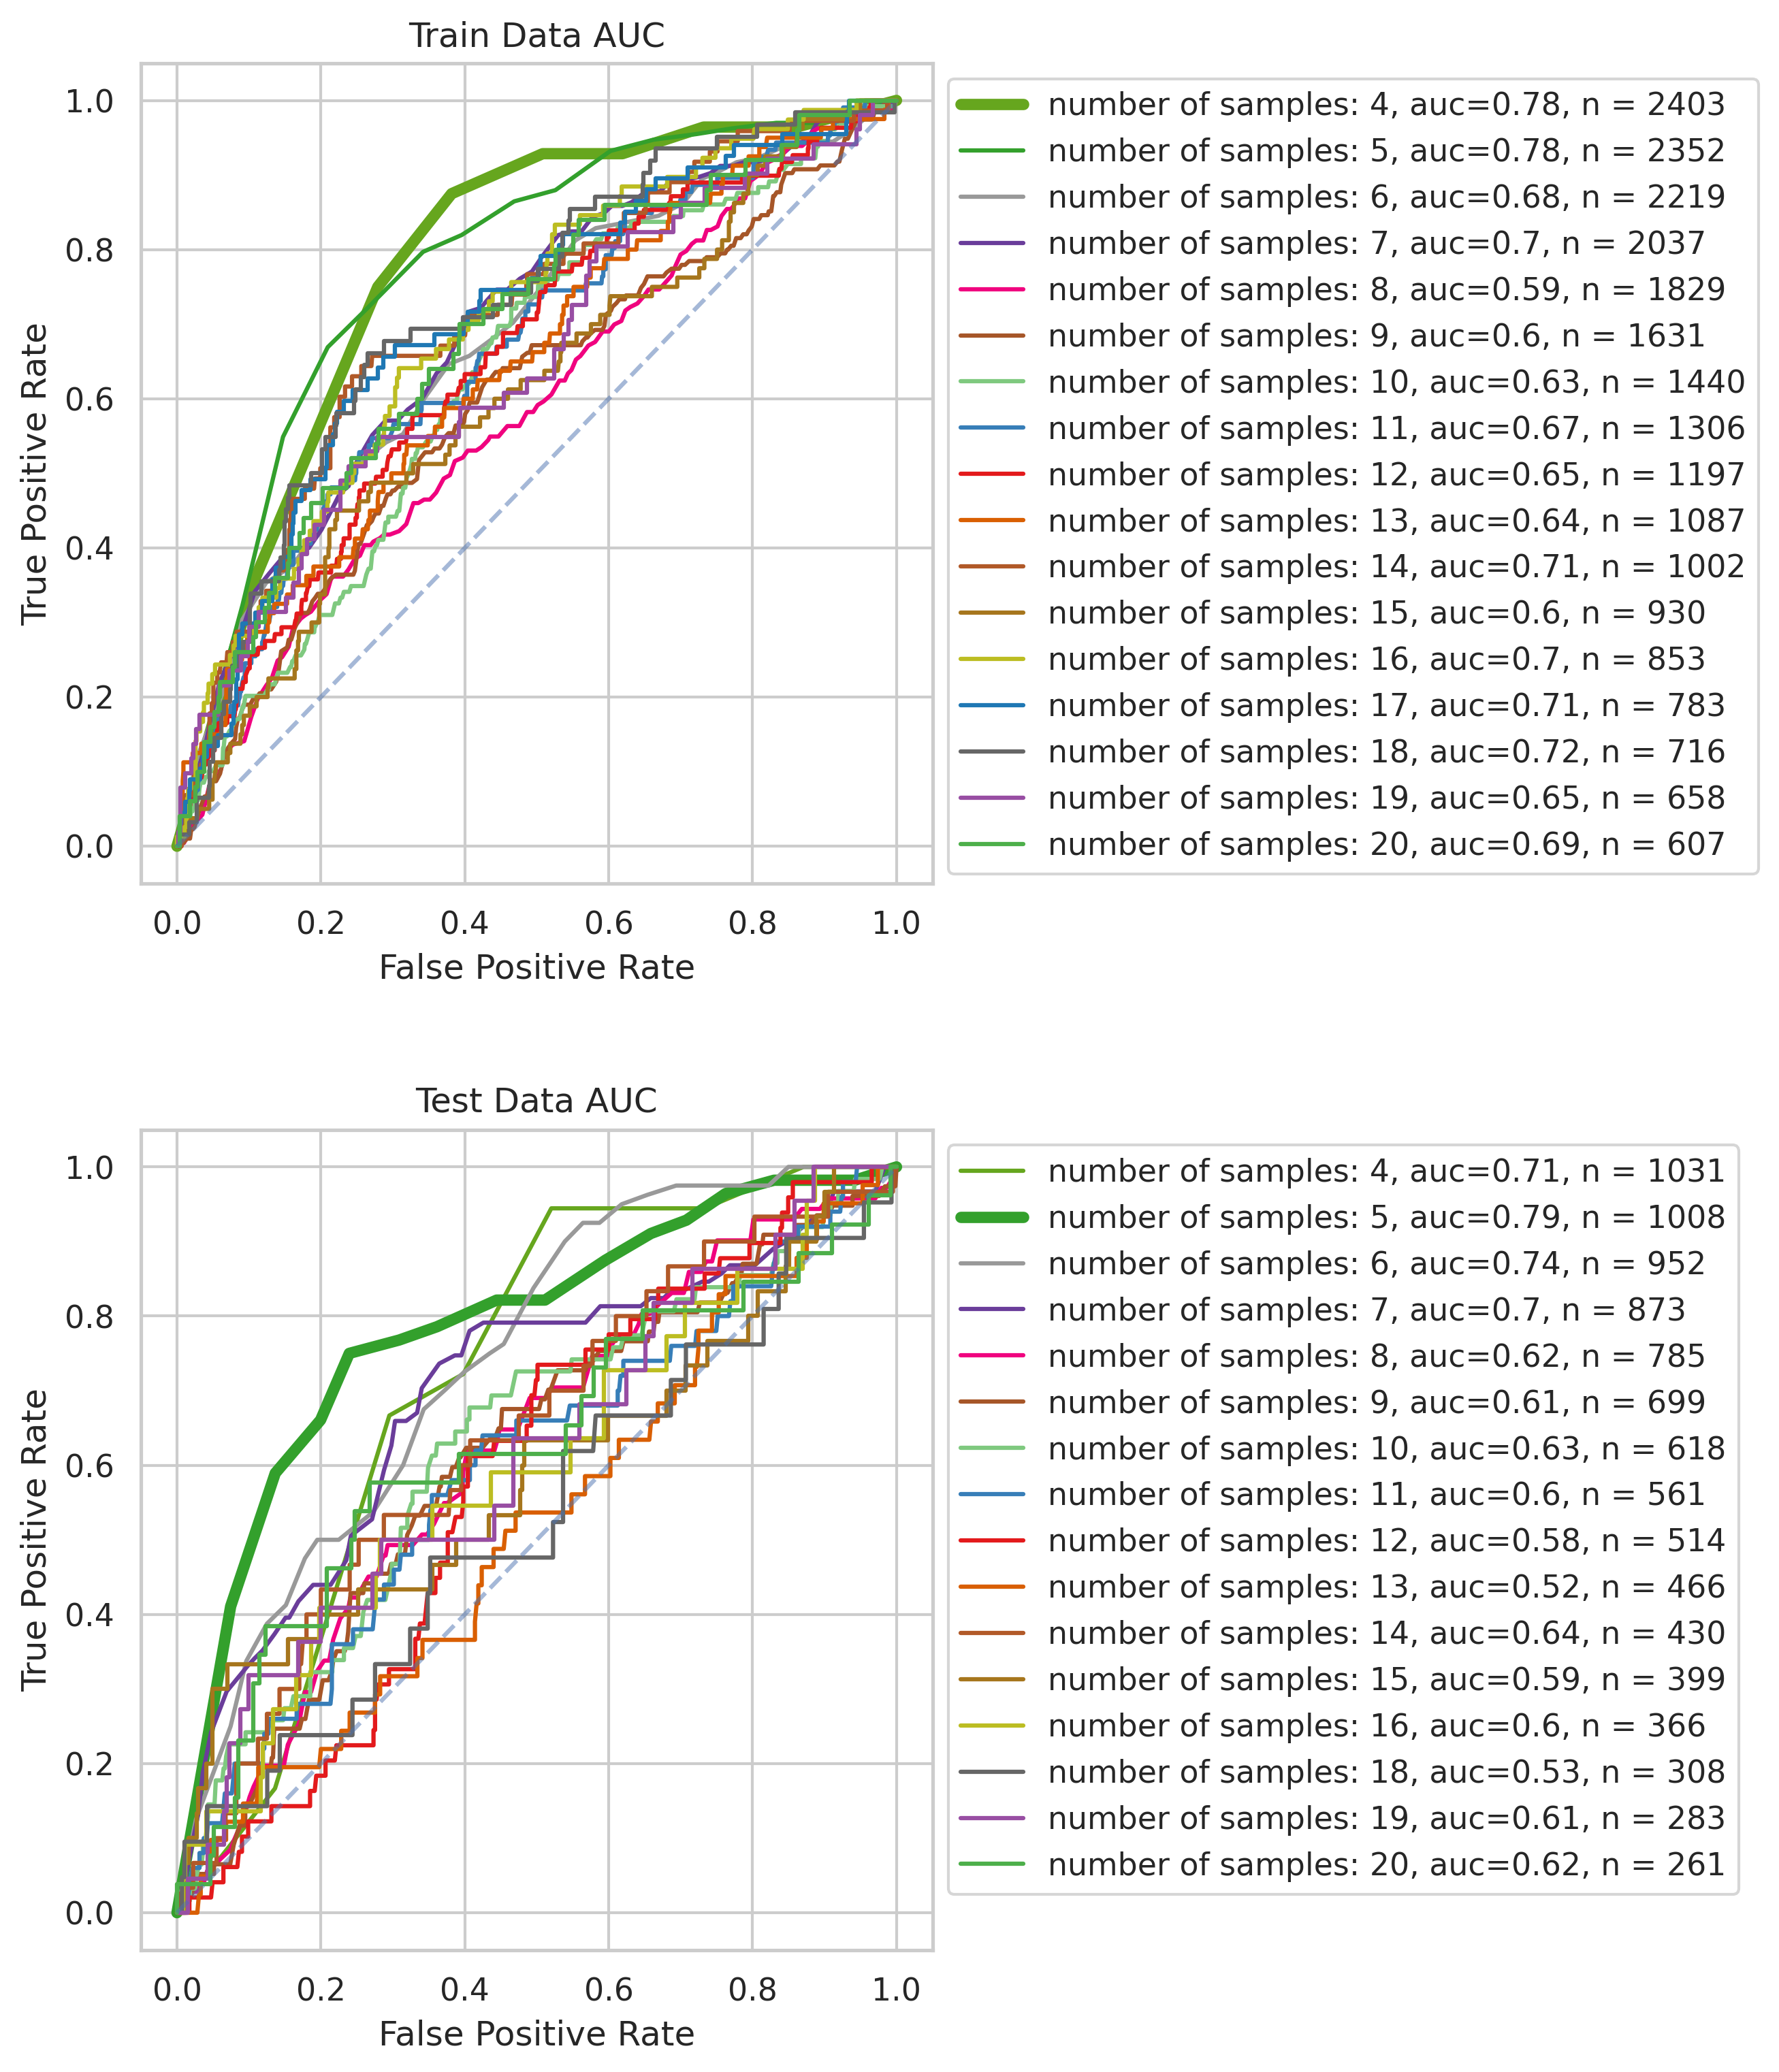 Train Data AUC
True Positive Rate
1.0
0.8
0.6
0.4
0.2
0.0
0.0 0.2 0.4 0.6 0.8 1.0
False Positive Rate
number of samples: 4, auc=0.78, n = 2403
number of samples: 5, auc=0.78, n = 2352
number of samples: 6, auc=0.68, n = 2219
number of samples: 7, auc=0.7, n = 2037
number of samples: 8, auc=0.59, n = 1829
number of samples: 9, auc=0.6, n = 1631
number of samples: 10, auc=0.63, n = 1440
number of samples: 11, auc=0.67, n = 1306
number of samples: 12, auc=0.65, n = 1197
number of samples: 13, auc=0.64, n = 1087
number of samples: 14, auc=0.71, n = 1002
number of samples: 15, auc=0.6, n = 930
number of samples: 16, auc=0.7, n = 853
number of samples: 17, auc=0.71, n = 783
number of samples: 18, auc=0.72, n = 716
number of samples: 19, auc=0.65, n = 658
number of samples: 20, auc=0.69, n = 607
Test Data AUC
True Positive Rate
1.0
0.8
0.6
0.4
0.2
0.0
0.0 0.2 0.4 0.6 0.8 1.0
False Positive Rate
number of samples: 4, auc=0.71, n = 1031
number of samples: 5, auc=0.79, n = 1008
number of samples: 6, auc=0.74, n = 952
number of samples: 7, auc=0.7, n = 873
number of samples: 8, auc=0.62, n = 785
number of samples: 9, auc=0.61, n = 699
number of samples: 10, auc=0.63, n = 618
number of samples: 11, auc=0.6, n = 561
number of samples: 12, auc=0.58, n = 514
number of samples: 13, auc=0.52, n = 466
number of samples: 14, auc=0.64, n = 430
number of samples: 15, auc=0.59, n = 399
number of samples: 16, auc=0.6, n = 366
number of samples: 18, auc=0.53, n = 308
number of samples: 19, auc=0.61, n = 283
number of samples: 20, auc=0.62, n = 261